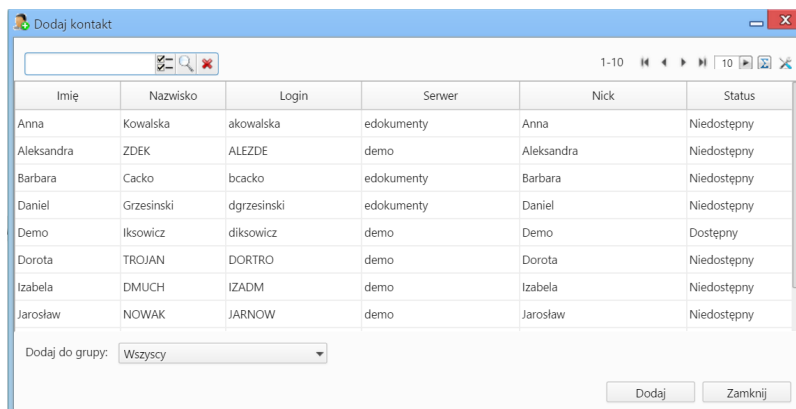 Dodaj kontakt
1-10 10
Imię Nazwisko Login Serwer Nick Status
Anna Kowalska akowalska edokumenty Anna Niedostępny
Aleksandra ZDEK ALEZDE demo Aleksandra Niedostępny
Barbara Cacko bcacko edokumenty Barbara Niedostępny
Daniel Grzesinski dgrzesinski edokumenty Daniel Niedostępny
Demo Iksowicz diksowicz demo Demo Dostępny
Dorota TROJAN DORTRO demo Dorota Niedostępny
Izabela DMUCH IZADM demo Izabela Niedostępny
Jarosław NOWAK JARNOW demo Jarosław Niedostępny
Dodaj do grupy: Wszyscy
Dodaj Zamknij